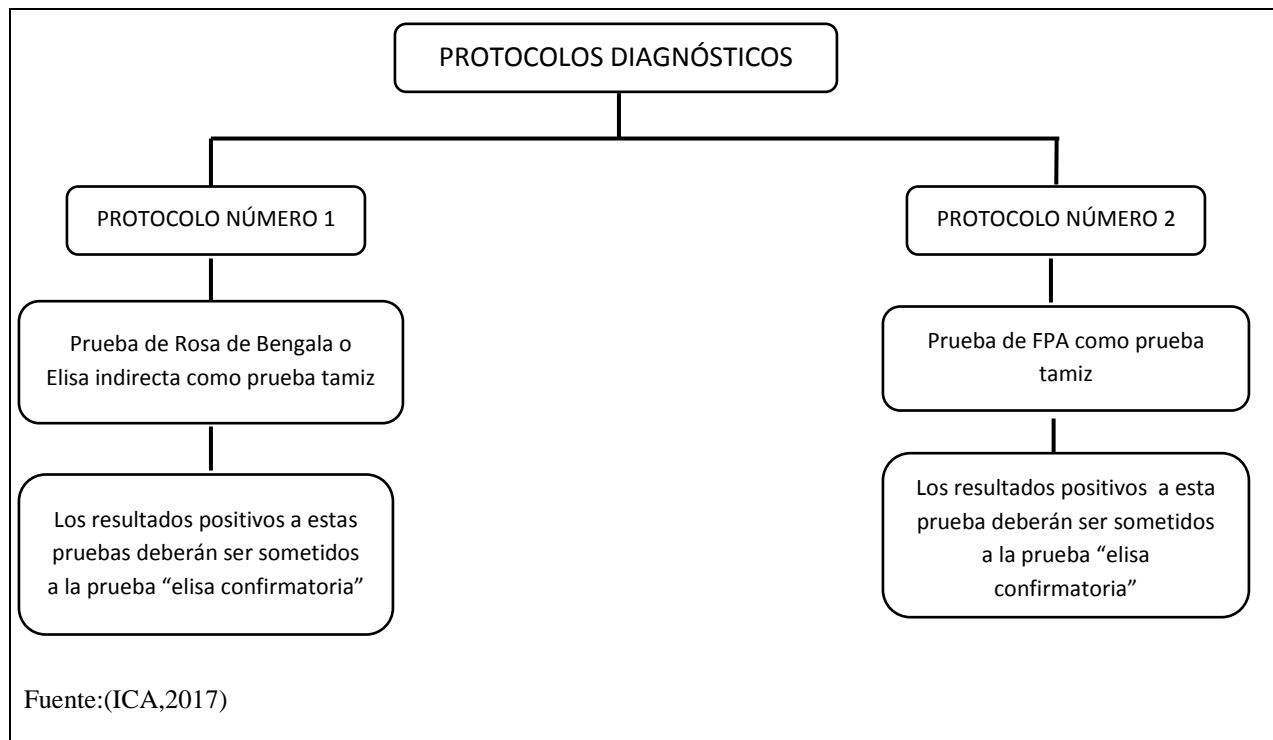 PROTOCOLOS DIAGNÓSTICOS
PROTOCOLO NÚMERO 1
Prueba de Rosa de Bengala o
Elisa indirecta como prueba tamiz
Los resultados positivos a estas
pruebas deberán ser sometidos
a la prueba “elisa confirmatoria”
PROTOCOLO NÚMERO 2
Prueba de FPA como prueba
tamiz
Los resultados positivos a esta
prueba deberán ser sometidos
a la prueba “elisa
confirmatoria”
Fuente:(ICA,2017)